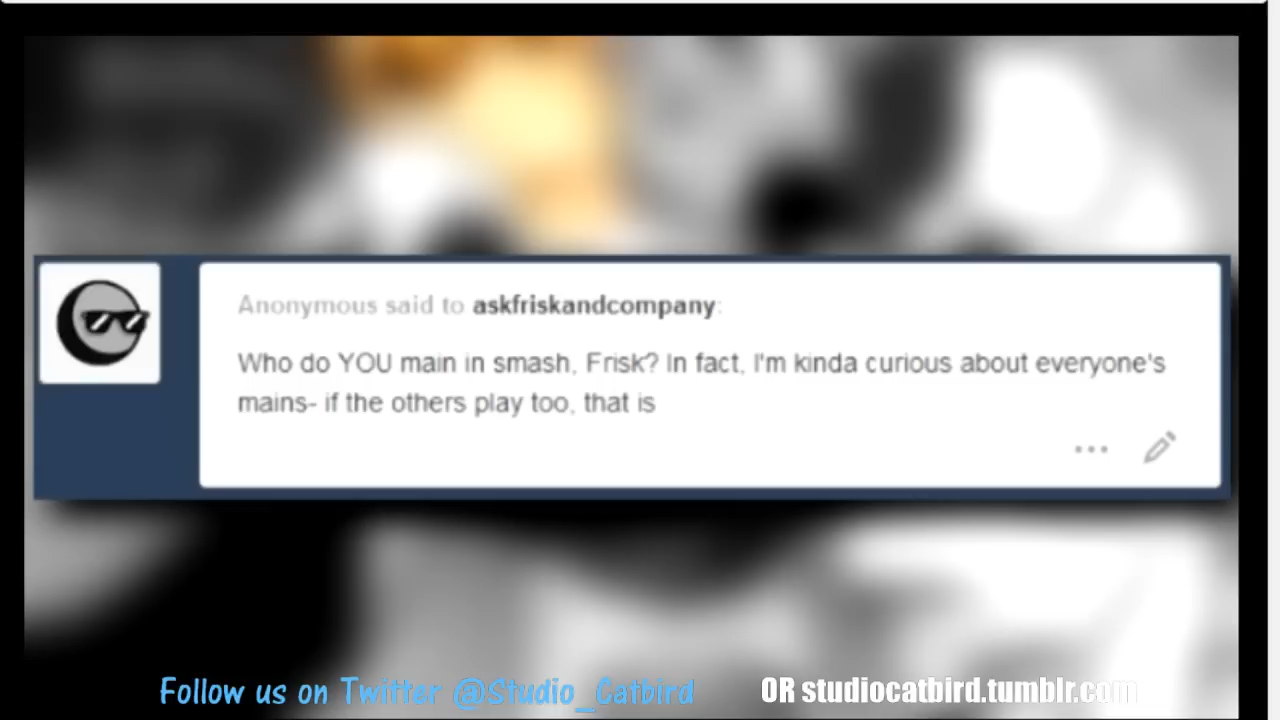 Anonymous said to askfriskandcompany:
Who do YOU main in smash, Frisk? In fact, I'm kinda curious about everyone's
mains- if the others play too, that is
Follow us on Twitter @Studio_Catbird
OR studiocatbird.tumblr.com